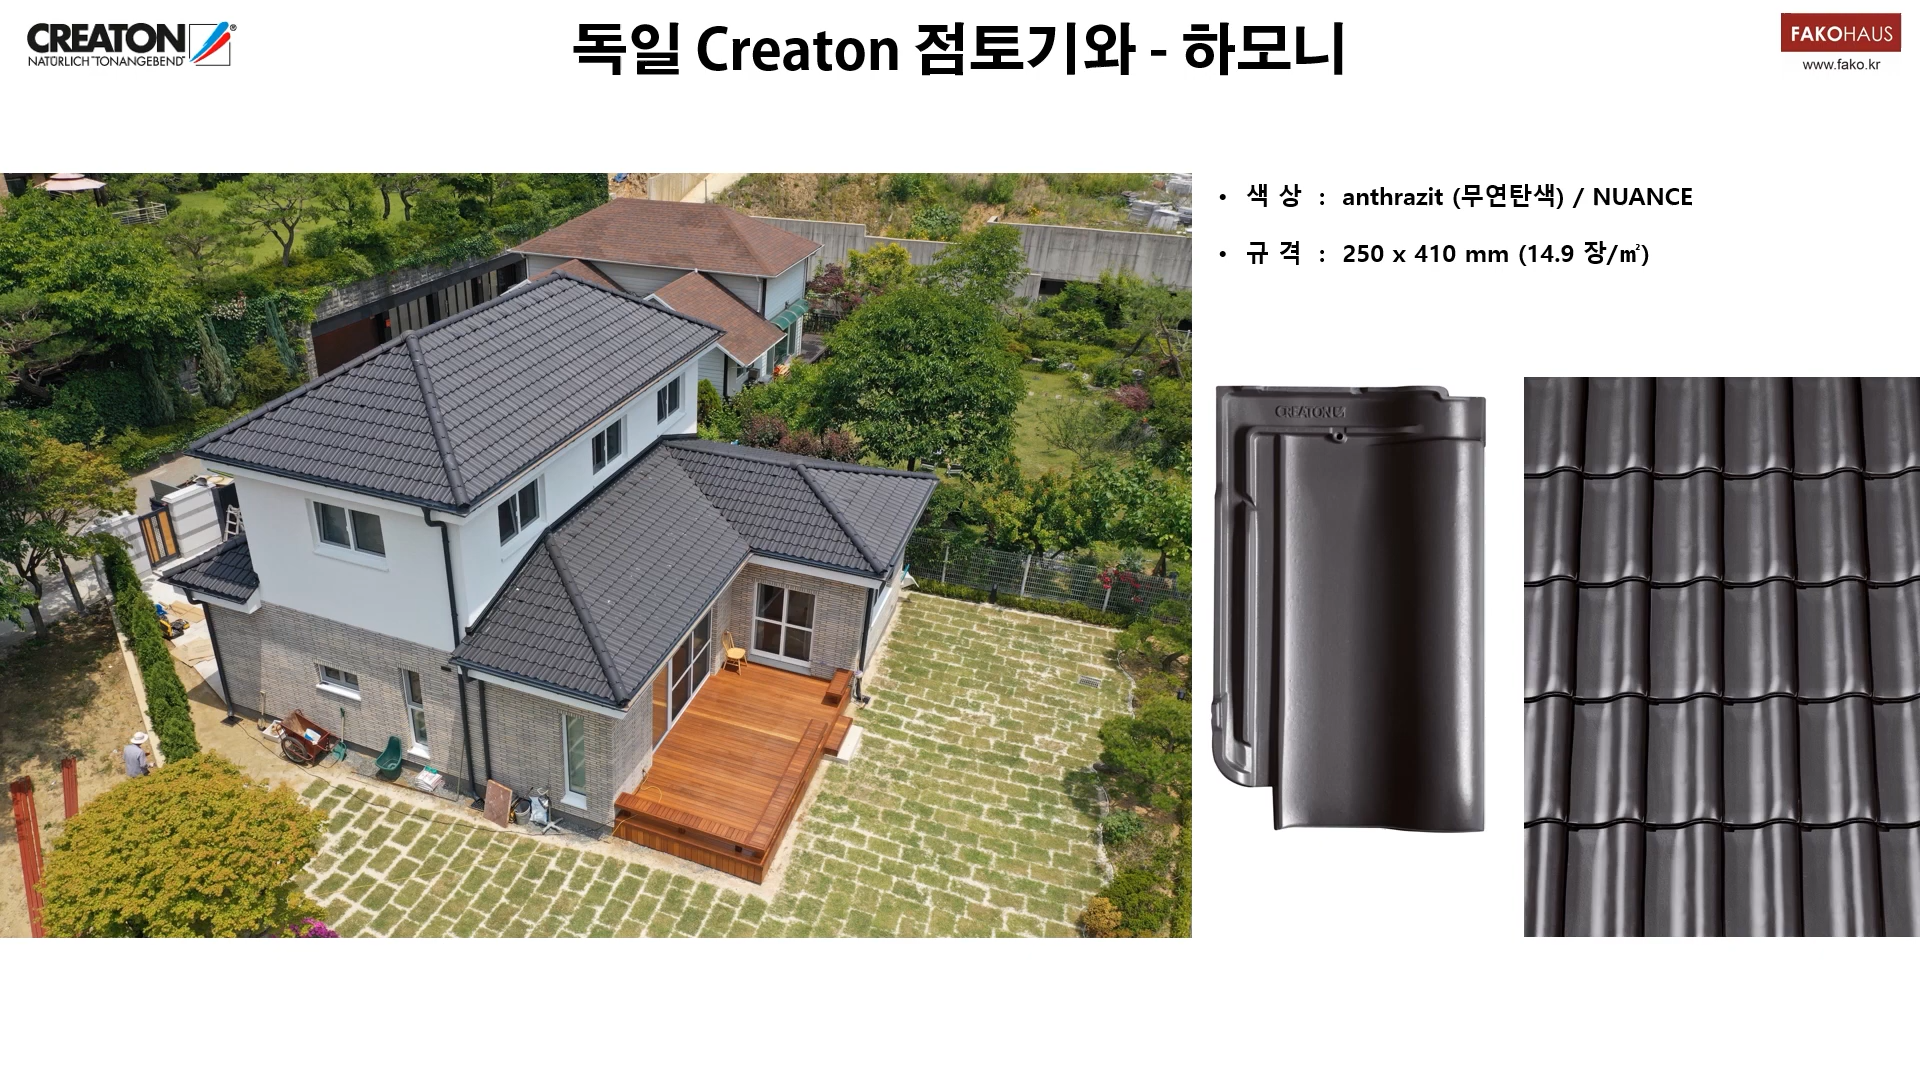 CREATON®
NATÜRLICH "TONANGEBEND"
독일 Creaton 점토기와 - 하모니
FAKOHAUS
www.fako.kr
• 색 상 : anthrazit (무연탄색) / NUANCE
• 규 격 : 250 x 410 mm (14.9 장/㎡)
CREATON